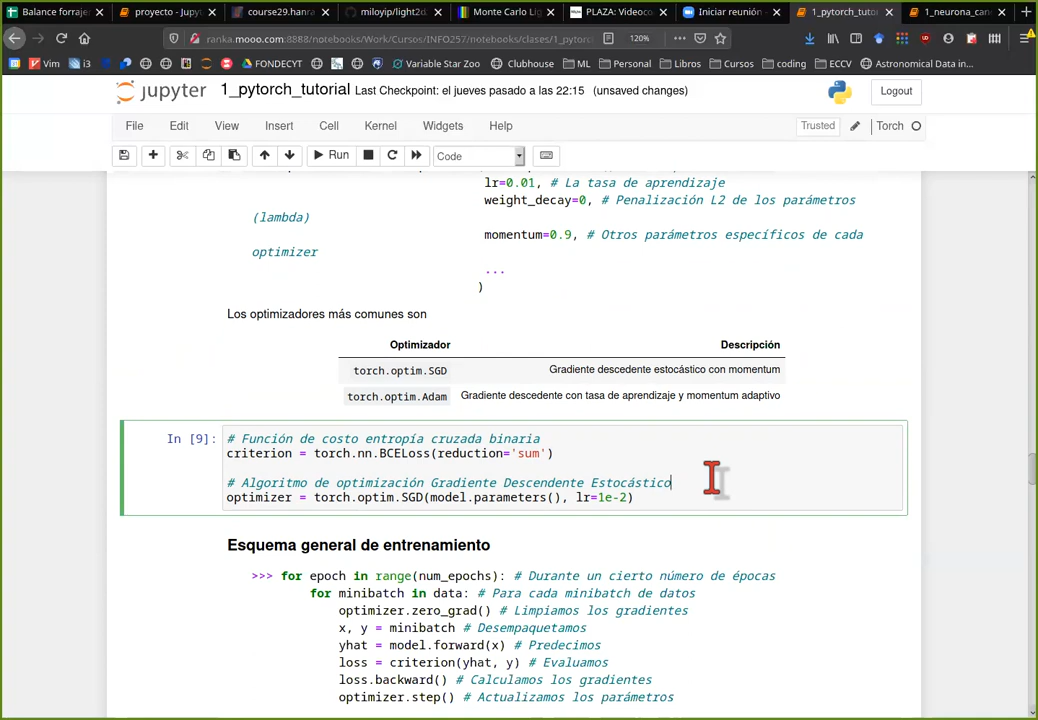 Balance forraje
proyecto - Jupy
course29.hanra
miloyip/light2d
Monte Carlo Lig
PLAZA: Videoco
Iniciar reunión
1_pytorch_tutor
1_neurona_can
ranka.mooo.com:8888/notebooks/Work/Cursos/INFO257/notebooks/clases/1_pytorc
120%
Vim
i3
FONDECYT
Variable Star Zoo
Clubhouse
ML
Personal
Libros
Cursos
coding
ECCV
Astronomical Data in...
jupyter 1_pytorch_tutorial Last Checkpoint: el jueves pasado a las 22:15 (unsaved changes)
Logout
File Edit View Insert Cell Kernel Widgets Help
Trusted
Torch
Run
Code
lr=0.01, # La tasa de aprendizaje
weight_decay=0, # Penalización L2 de los parámetros
(lambda)
momentum=0.9, # Otros parámetros específicos de cada
optimizer
...
)
Los optimizadores más comunes son
Optimizador Descripción
torch.optim.SGD Gradiente descedente estocástico con momentum
torch.optim.Adam Gradiente descedente con tasa de aprendizaje y momentum adaptivo
In [9]: # Función de costo entropía cruzada binaria
criterion = torch.nn.BCELoss(reduction='sum')
# Algoritmo de optimización Gradiente Descendente Estocástico
optimizer = torch.optim.SGD(model.parameters(), lr=1e-2)
Esquema general de entrenamiento
>>> for epoch in range(num_epochs): # Durante un cierto número de épocas
for minibatch in data: # Para cada minibatch de datos
optimizer.zero_grad() # Limpiamos los gradientes
x, y = minibatch # Desempaquetamos
yhat = model.forward(x) # Predecimos
loss = criterion(yhat, y) # Evaluamos
loss.backward() # Calculamos los gradientes
optimizer.step() # Actualizamos los parámetros